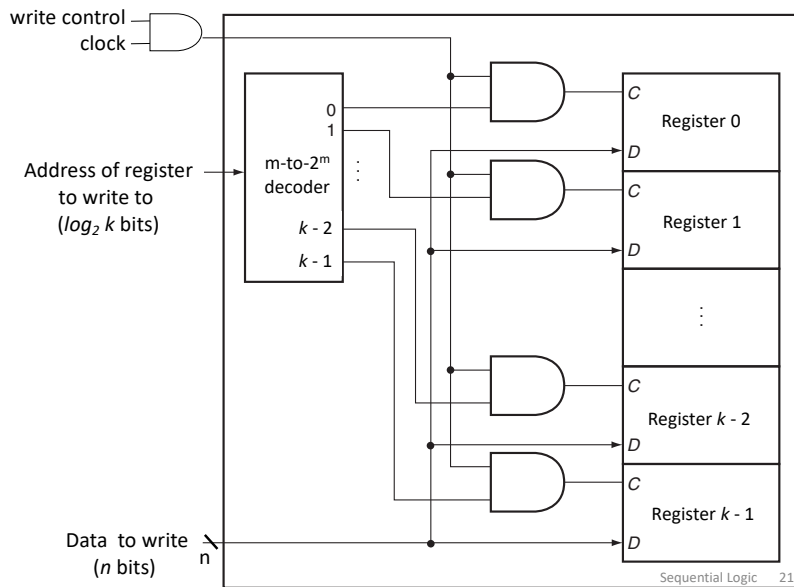 write control
clock
0
1
⋮
Address of register
to write to
(log₂ k bits)
m-to-2ᵐ
decoder
k - 2
k - 1
C
Register 0
D
C
Register 1
D
⋮
C
Register k - 2
D
C
Register k - 1
D
Data to write
(n bits)
n
Sequential Logic 21